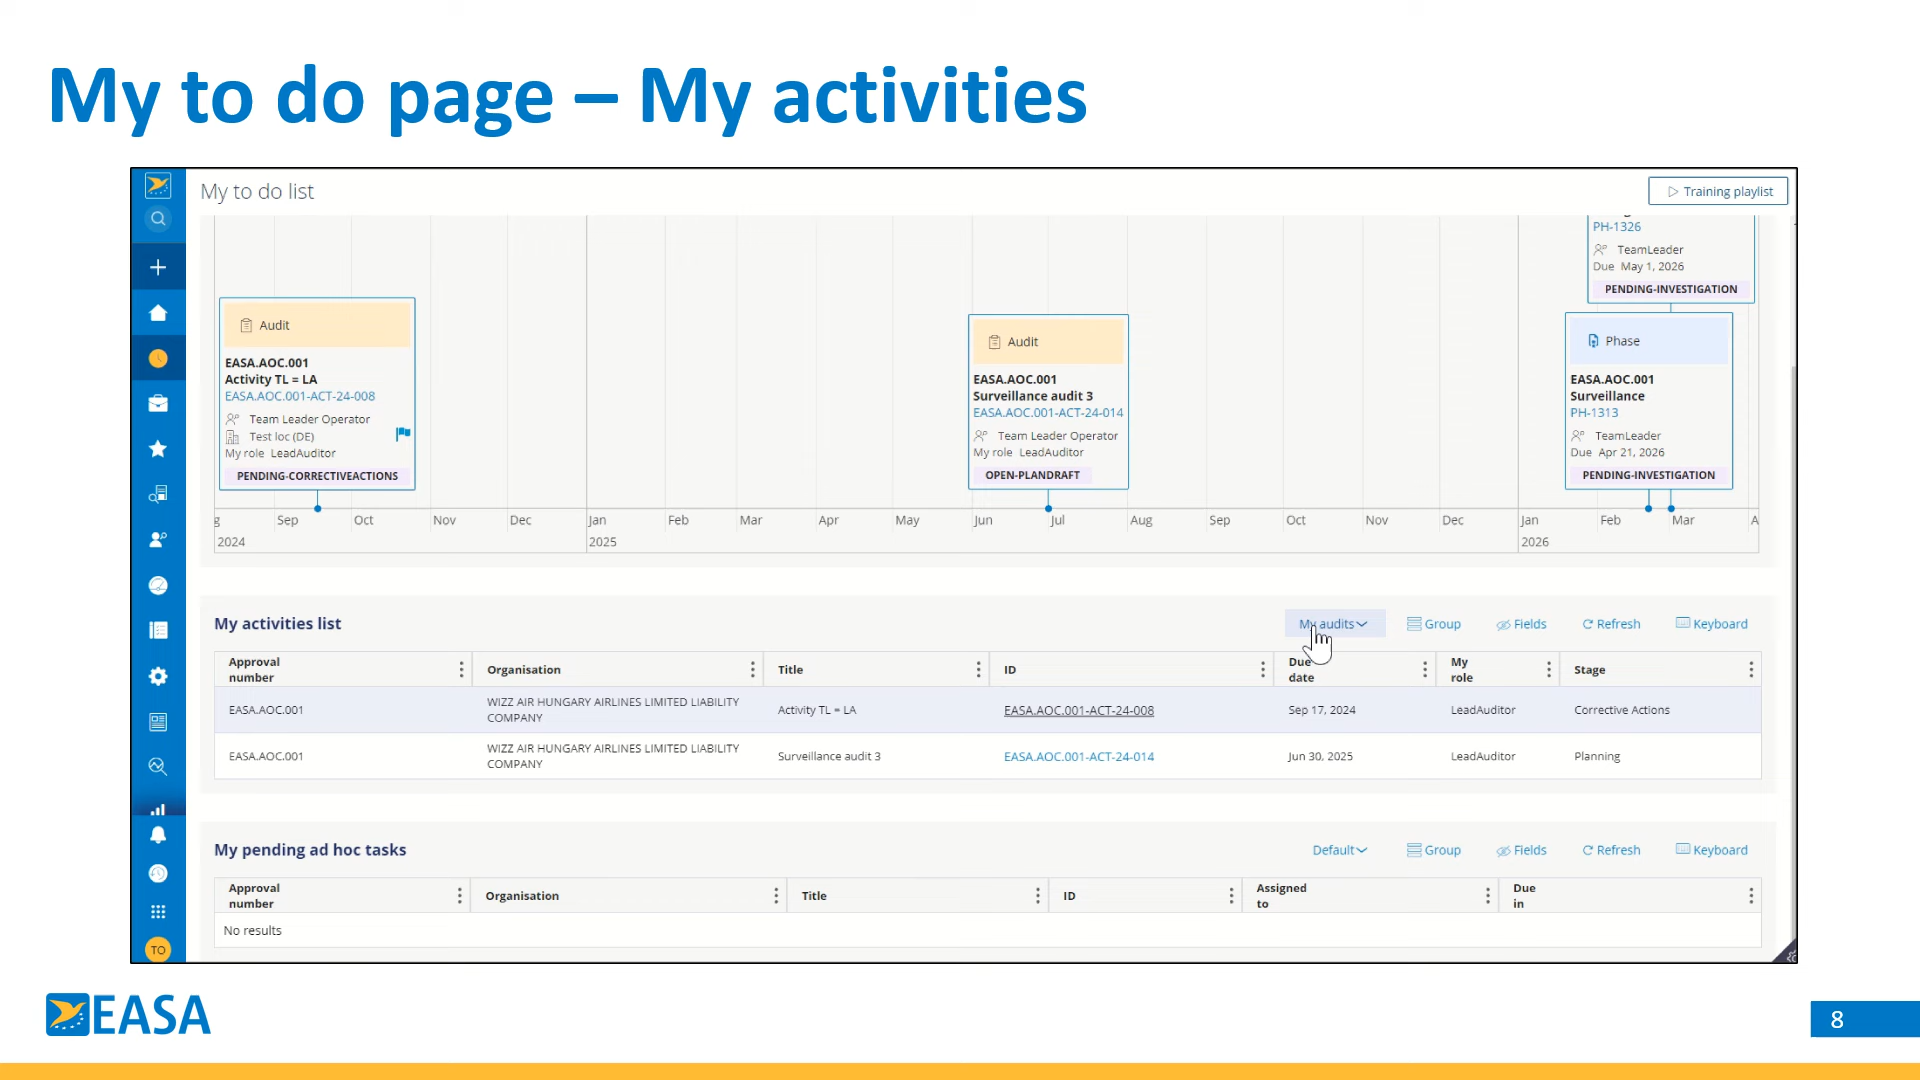 My to do page – My activities
My to do list
Training playlist
PH-1326
TeamLeader
Due May 1, 2026
PENDING-INVESTIGATION
Audit
EASA.AOC.001
Activity TL = LA
EASA.AOC.001-ACT-24-008
Team Leader Operator
Test loc (DE)
My role LeadAuditor
PENDING-CORRECTIVEACTIONS
Audit
EASA.AOC.001
Surveillance audit 3
EASA.AOC.001-ACT-24-014
Team Leader Operator
My role LeadAuditor
OPEN-PLANDRAFT
Phase
EASA.AOC.001
Surveillance
PH-1313
TeamLeader
Due Apr 21, 2026
PENDING-INVESTIGATION
g Sep Oct Nov Dec Jan Feb Mar Apr May Jun Jul Aug Sep Oct Nov Dec Jan Feb Mar A
2024 2025 2026
My activities list
My audits Group Fields Refresh Keyboard
Approval number Organisation Title ID Due date My role Stage
EASA.AOC.001 WIZZ AIR HUNGARY AIRLINES LIMITED LIABILITY COMPANY Activity TL = LA EASA.AOC.001-ACT-24-008 Sep 17, 2024 LeadAuditor Corrective Actions
EASA.AOC.001 WIZZ AIR HUNGARY AIRLINES LIMITED LIABILITY COMPANY Surveillance audit 3 EASA.AOC.001-ACT-24-014 Jun 30, 2025 LeadAuditor Planning
My pending ad hoc tasks
Default Group Fields Refresh Keyboard
Approval number Organisation Title ID Assigned to Due in
No results
TO
EASA
8